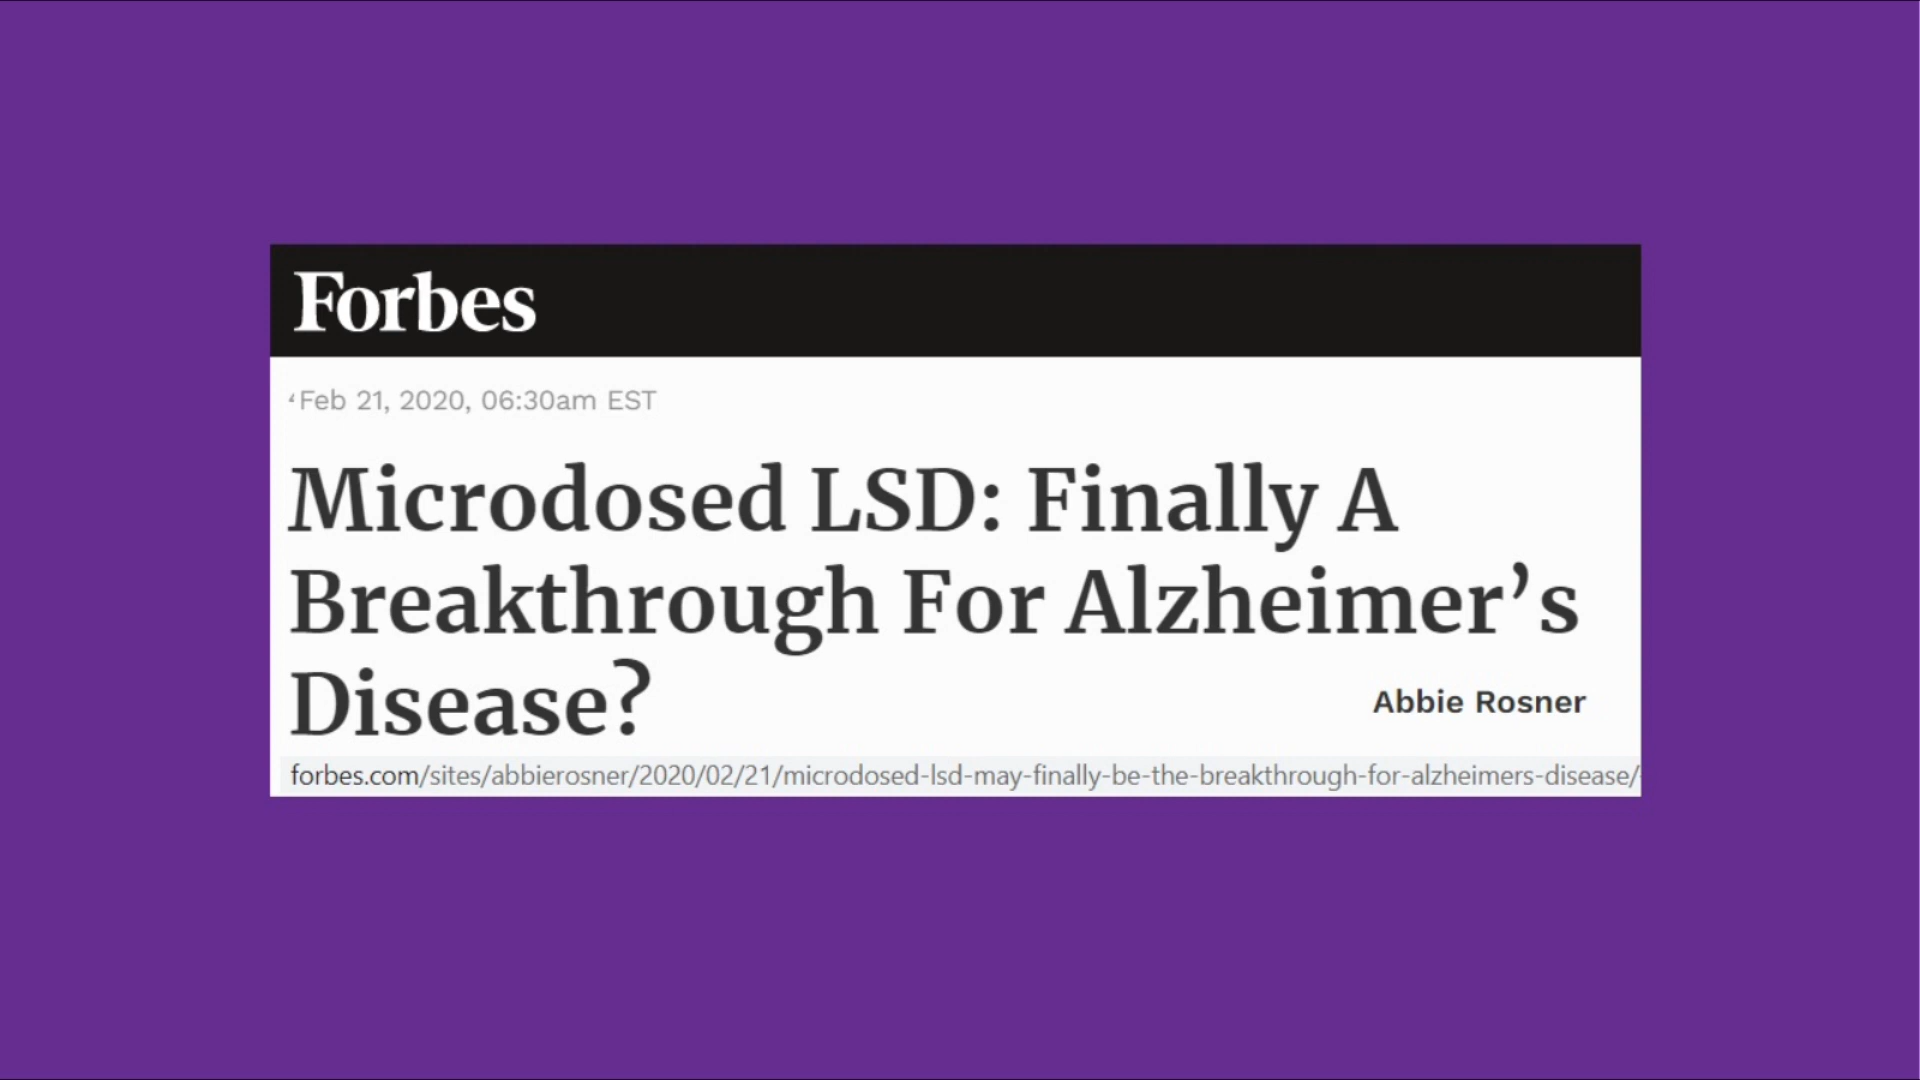 Forbes
Feb 21, 2020, 06:30am EST
Microdosed LSD: Finally A
Breakthrough For Alzheimer’s
Disease?
Abbie Rosner
forbes.com/sites/abbierosner/2020/02/21/microdosed-lsd-may-finally-be-the-breakthrough-for-alzheimers-disease/